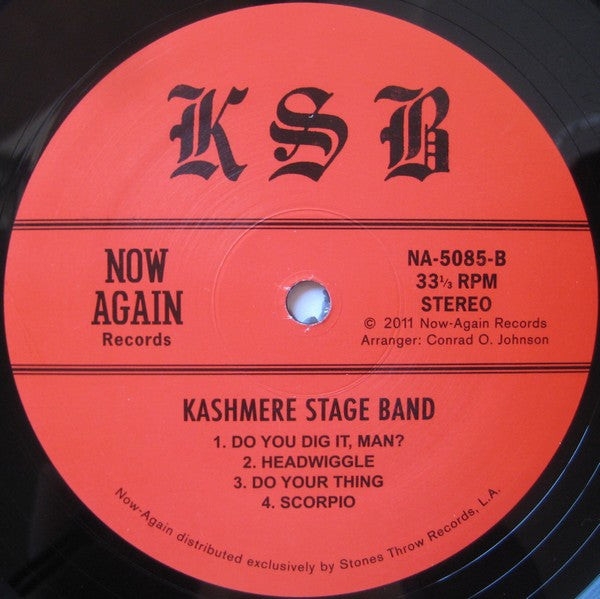 K S B
NOW
AGAIN
Records
NA-5085-B
33⅓ RPM
STEREO
© 2011 Now-Again Records
Arranger: Conrad O. Johnson
KASHMERE STAGE BAND
1. DO YOU DIG IT, MAN?
2. HEADWIGGLE
3. DO YOUR THING
4. SCORPIO
Now-Again distributed exclusively by Stones Throw Records, L.A.